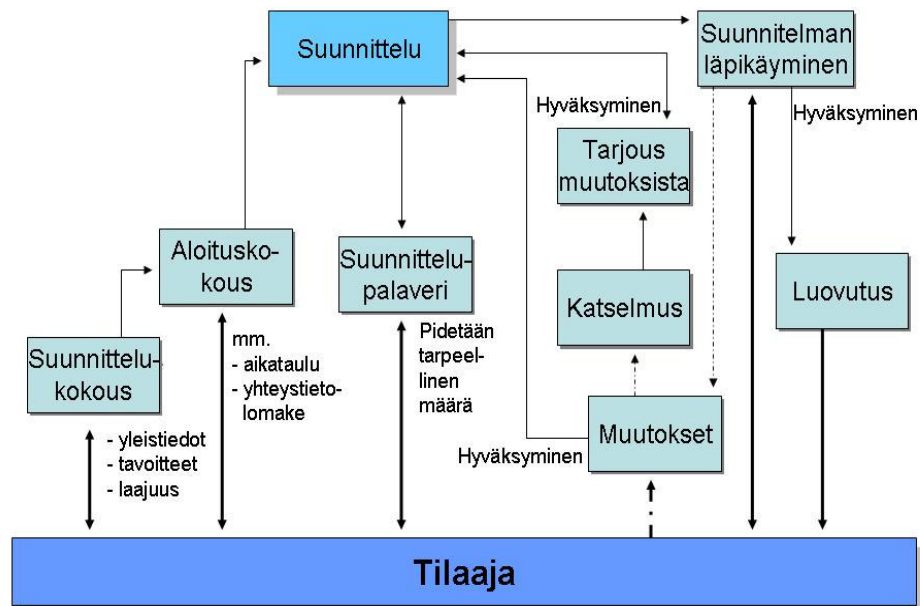 Suunnittelu
Suunnitelman
läpikäyminen
Hyväksyminen
Hyväksyminen
Tarjous
muutoksista
Aloitusko-
kous
Suunnittelu-
palaveri
Katselmus
Luovutus
Suunnittelu-
kokous
mm.
- aikataulu
- yhteystieto-
lomake
Pidetään
tarpeel-
linen
määrä
Muutokset
Hyväksyminen
- yleistiedot
- tavoitteet
- laajuus
Tilaaja